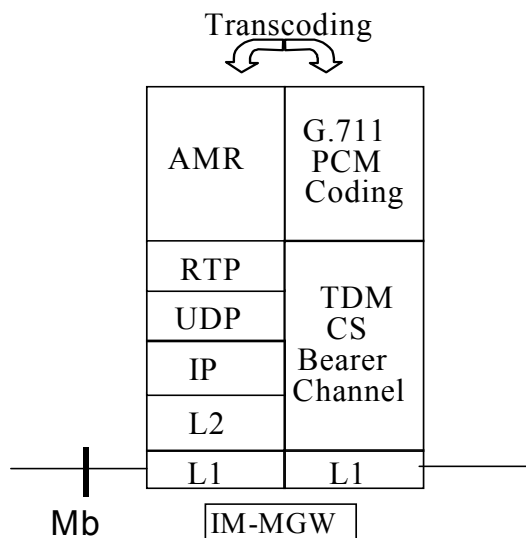 Transcoding
AMR
G.711
PCM
Coding
RTP
UDP
IP
L2
L1
TDM
CS
Bearer
Channel
L1
Mb
IM-MGW